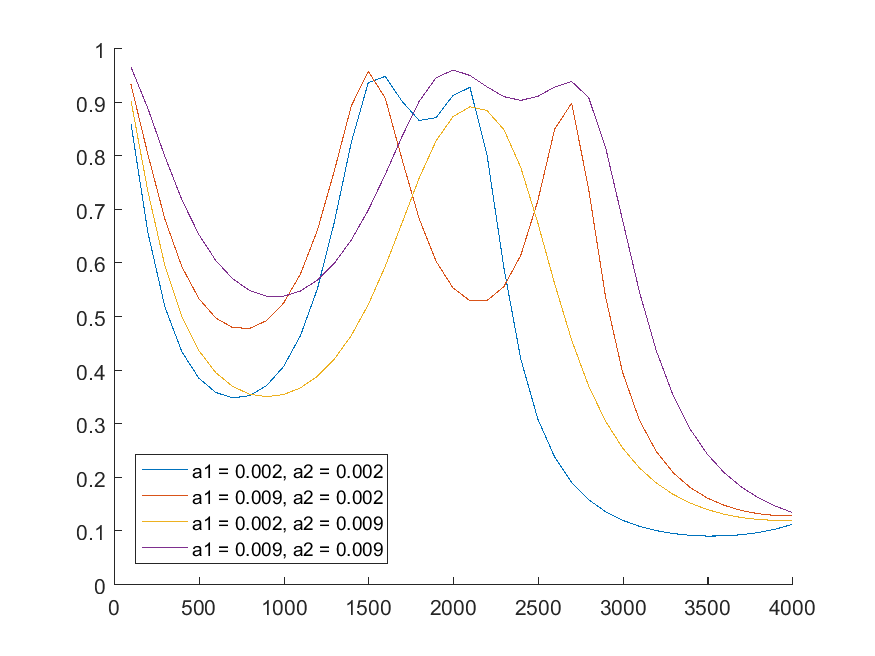 1
0.9
0.8
0.7
0.6
0.5
0.4
0.3
0.2
0.1
0
a1 = 0.002, a2 = 0.002
a1 = 0.009, a2 = 0.002
a1 = 0.002, a2 = 0.009
a1 = 0.009, a2 = 0.009
0 500 1000 1500 2000 2500 3000 3500 4000